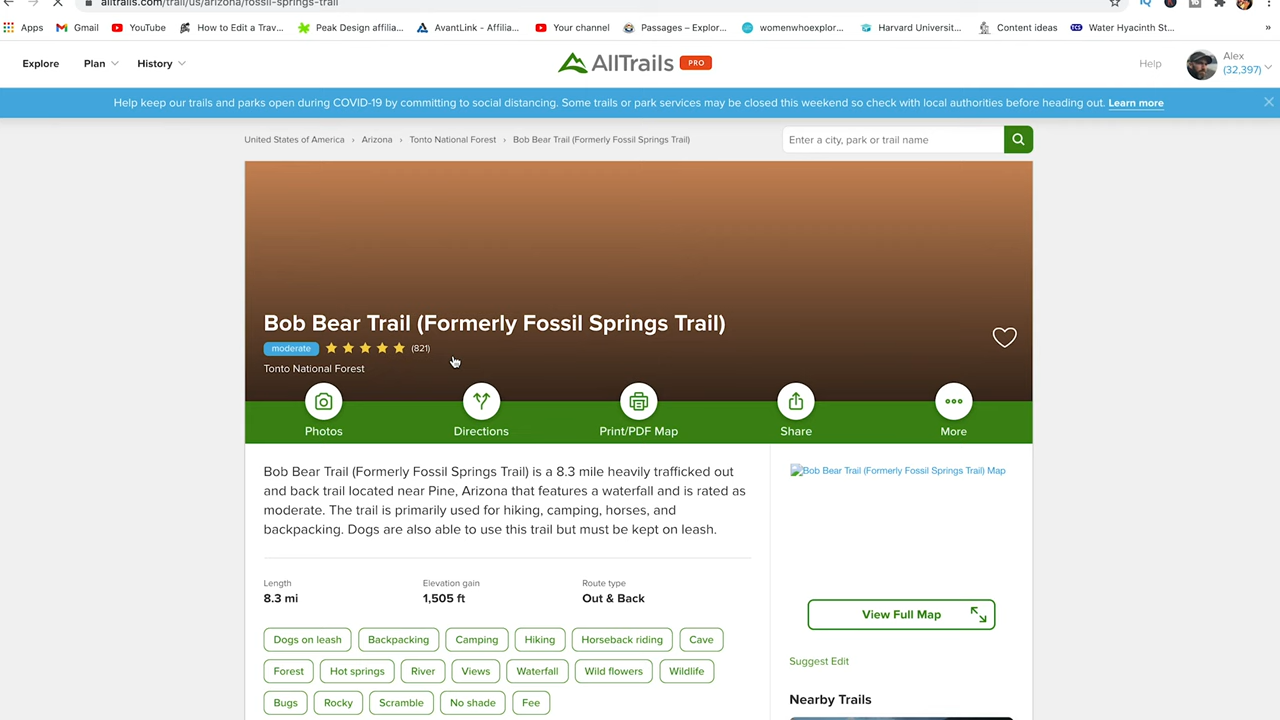 alltrails.com/trail/us/arizona/fossil-springs-trail
Apps Gmail YouTube How to Edit a Trav... Peak Design affilia... AvantLink - Affilia... Your channel Passages – Explor... womenwhoexplor... Harvard Universit... Content ideas Water Hyacinth St... »
Explore Plan History AllTrails PRO Help Alex
(32,397)
Help keep our trails and parks open during COVID-19 by committing to social distancing. Some trails or park services may be closed this weekend so check with local authorities before heading out. Learn more
United States of America › Arizona › Tonto National Forest › Bob Bear Trail (Formerly Fossil Springs Trail) Enter a city, park or trail name
Bob Bear Trail (Formerly Fossil Springs Trail)
moderate (821)
Tonto National Forest
Photos Directions Print/PDF Map Share More
Bob Bear Trail (Formerly Fossil Springs Trail) is a 8.3 mile heavily trafficked out
and back trail located near Pine, Arizona that features a waterfall and is rated as
moderate. The trail is primarily used for hiking, camping, horses, and
backpacking. Dogs are also able to use this trail but must be kept on leash.
Bob Bear Trail (Formerly Fossil Springs Trail) Map
Length Elevation gain Route type
8.3 mi 1,505 ft Out & Back
View Full Map
Dogs on leash Backpacking Camping Hiking Horseback riding Cave
Forest Hot springs River Views Waterfall Wild flowers Wildlife
Bugs Rocky Scramble No shade Fee
Suggest Edit
Nearby Trails